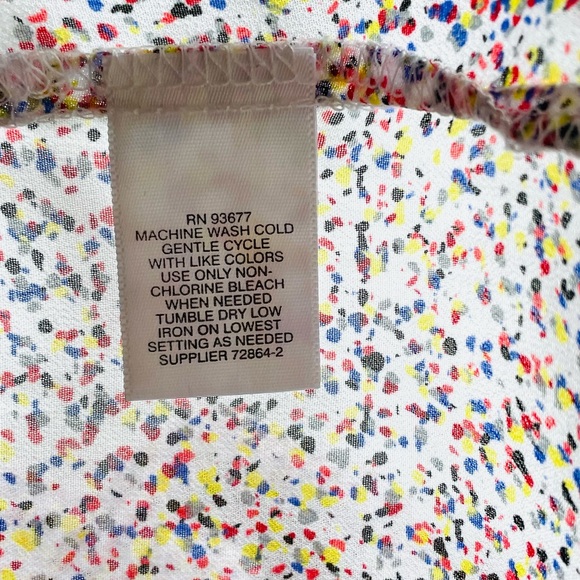 RN 93677
MACHINE WASH COLD
GENTLE CYCLE
WITH LIKE COLORS
USE ONLY NON-
CHLORINE BLEACH
WHEN NEEDED
TUMBLE DRY LOW
IRON ON LOWEST
SETTING AS NEEDED
SUPPLIER 72864-2